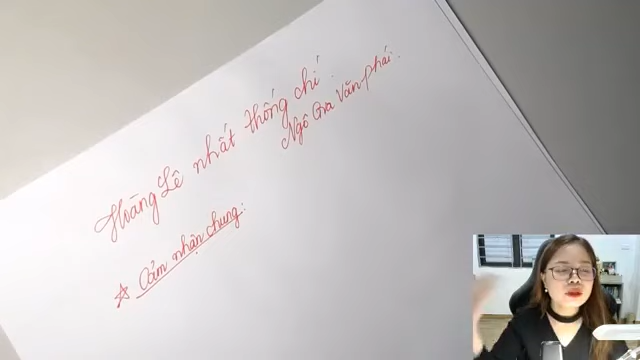 Hoàng Lê nhất thống chí.
Ngô Gia Văn Phái.
☆ Cảm nhận chung: